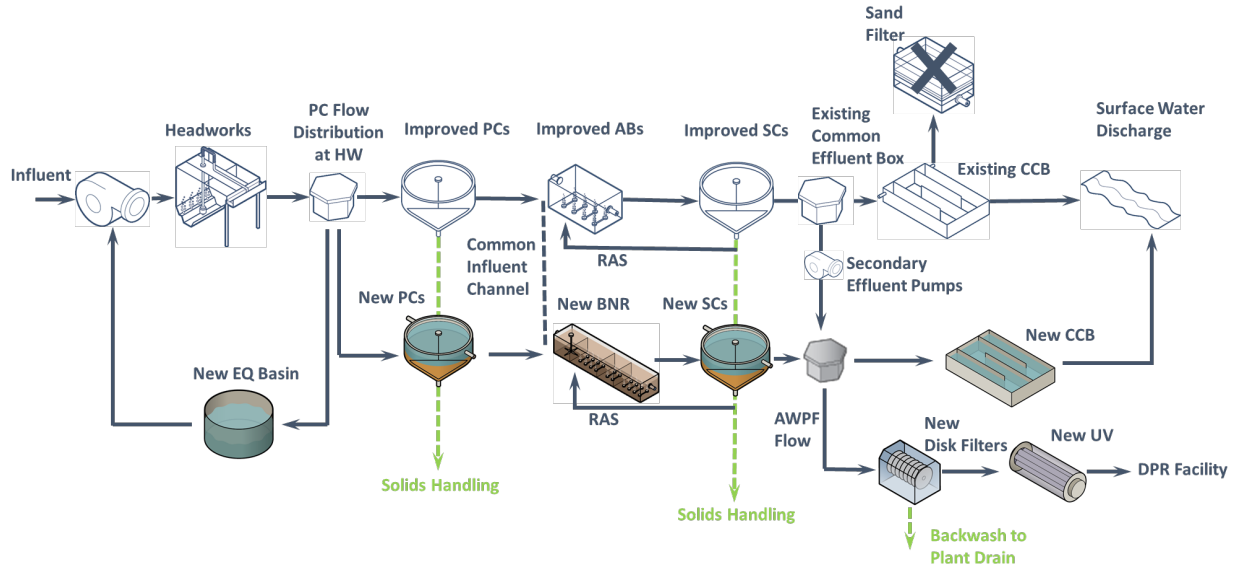 Sand
Filter
Surface Water
Discharge
PC Flow
Distribution
at HW
Existing
Common
Effluent Box
Headworks
Improved PCs
Improved ABs
Improved SCs
Influent
Existing CCB
Common
Influent
Channel
RAS
Secondary
Effluent Pumps
New PCs
New BNR
New SCs
New CCB
New EQ Basin
RAS
AWPF
Flow
New
Disk Filters
New UV
DPR Facility
Solids Handling
Solids Handling
Backwash to
Plant Drain